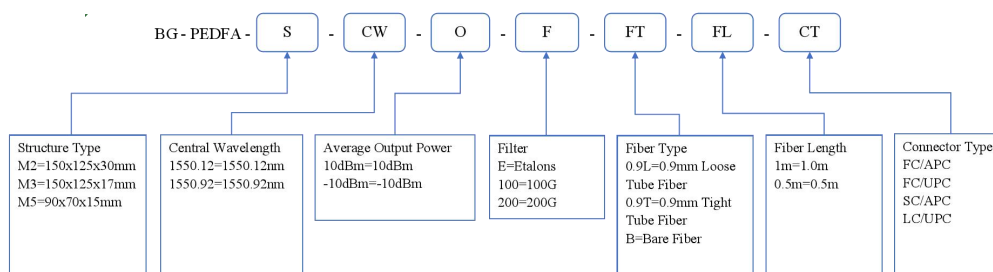 BG - PEDFA - S - CW - O - F - FT - FL - CT
Structure Type
M2=150x125x30mm
M3=150x125x17mm
M5=90x70x15mm
Central Wavelength
1550.12=1550.12nm
1550.92=1550.92nm
Average Output Power
10dBm=10dBm
-10dBm=-10dBm
Filter
E=Etalons
100=100G
200=200G
Fiber Type
0.9L=0.9mm Loose
Tube Fiber
0.9T=0.9mm Tight
Tube Fiber
B=Bare Fiber
Fiber Length
1m=1.0m
0.5m=0.5m
Connector Type
FC/APC
FC/UPC
SC/APC
LC/UPC